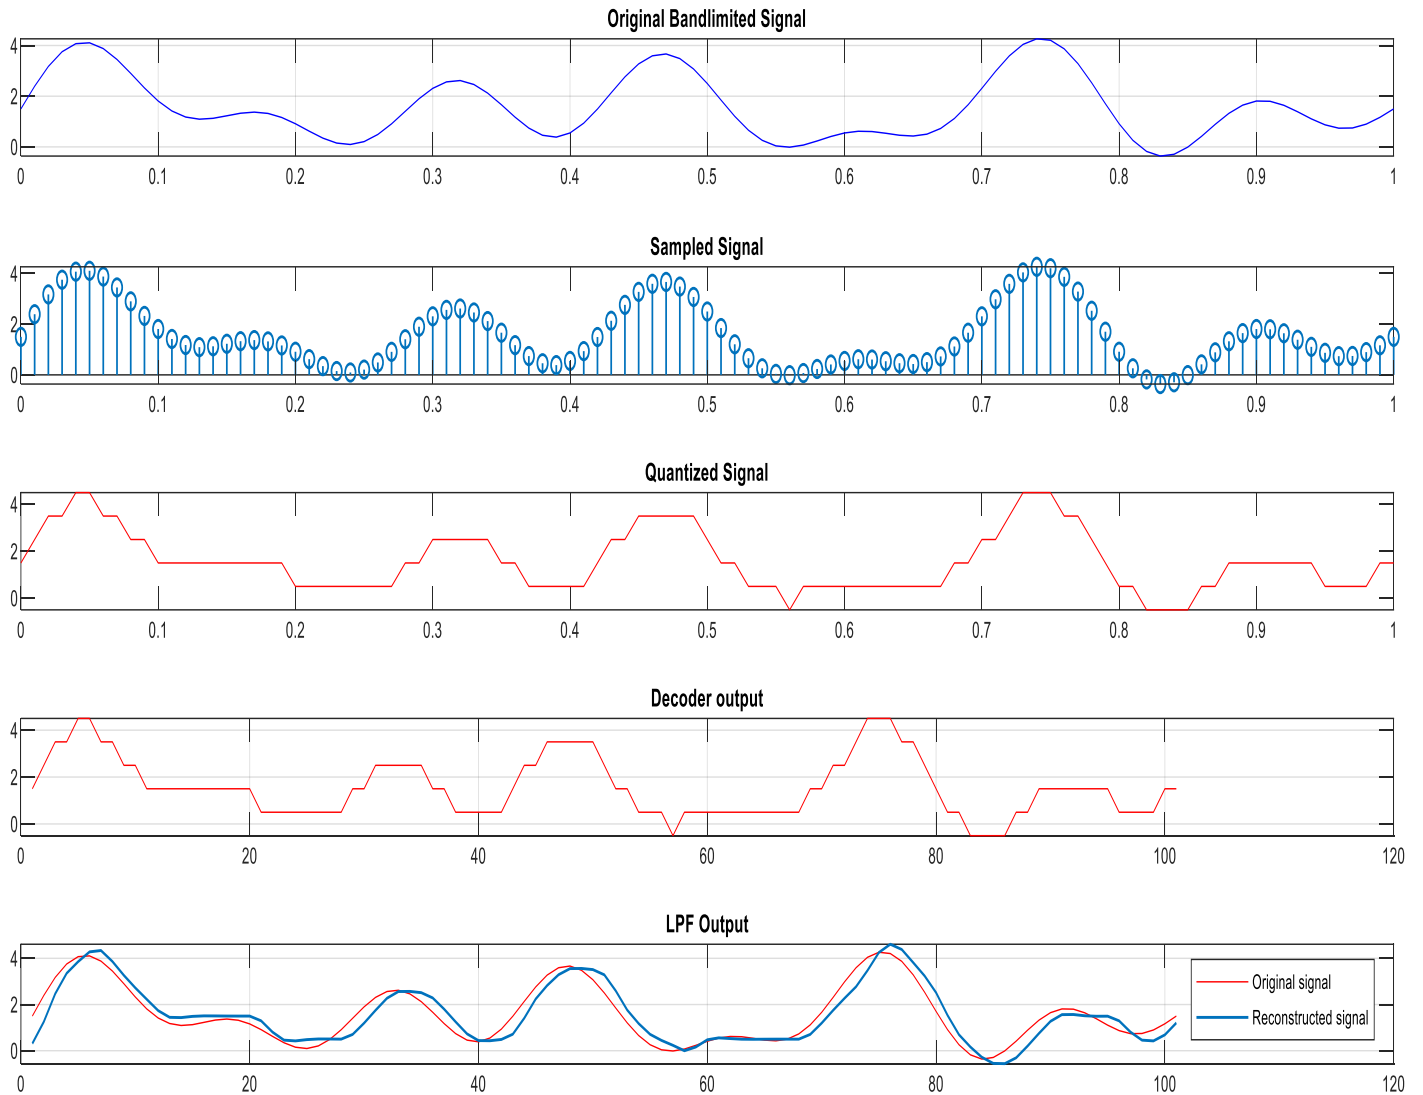 Original Bandlimited Signal
4
2
0
0 0.1 0.2 0.3 0.4 0.5 0.6 0.7 0.8 0.9 1
Sampled Signal
4
2
0
0 0.1 0.2 0.3 0.4 0.5 0.6 0.7 0.8 0.9 1
Quantized Signal
4
2
0
0 0.1 0.2 0.3 0.4 0.5 0.6 0.7 0.8 0.9 1
Decoder output
4
2
0
0 20 40 60 80 100 120
LPF Output
4
2
0
Original signal
Reconstructed signal
0 20 40 60 80 100 120